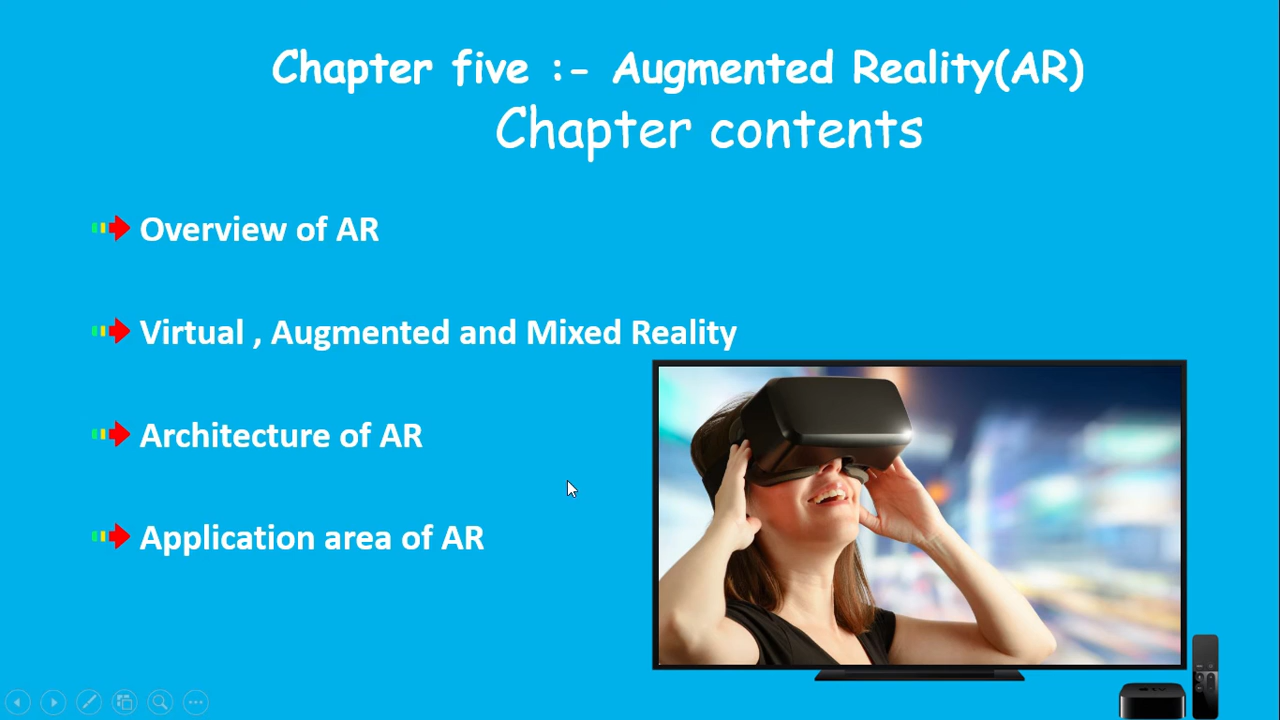 Chapter five :- Augmented Reality(AR)
Chapter contents
Overview of AR
Virtual , Augmented and Mixed Reality
Architecture of AR
Application area of AR